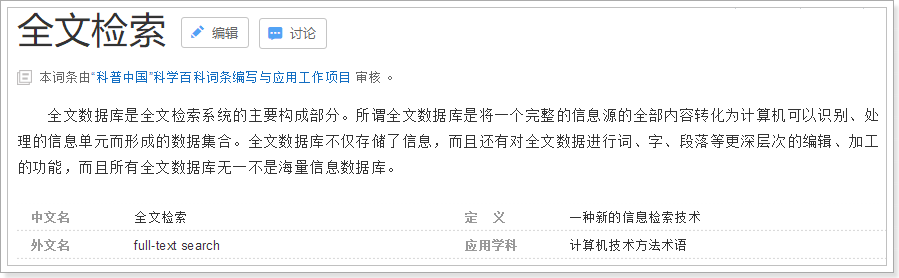 全文检索 编辑 讨论
本词条由“科普中国”科学百科词条编写与应用工作项目 审核 。
全文数据库是全文检索系统的主要构成部分。所谓全文数据库是将一个完整的信息源的全部内容转化为计算机可以识别、处
理的信息单元而形成的数据集合。全文数据库不仅存储了信息，而且还有对全文数据进行词、字、段落等更深层次的编辑、加工
的功能，而且所有全文数据库无一不是海量信息数据库。
中文名 全文检索 定 义 一种新的信息检索技术
外文名 full-text search 应用学科 计算机技术方法术语